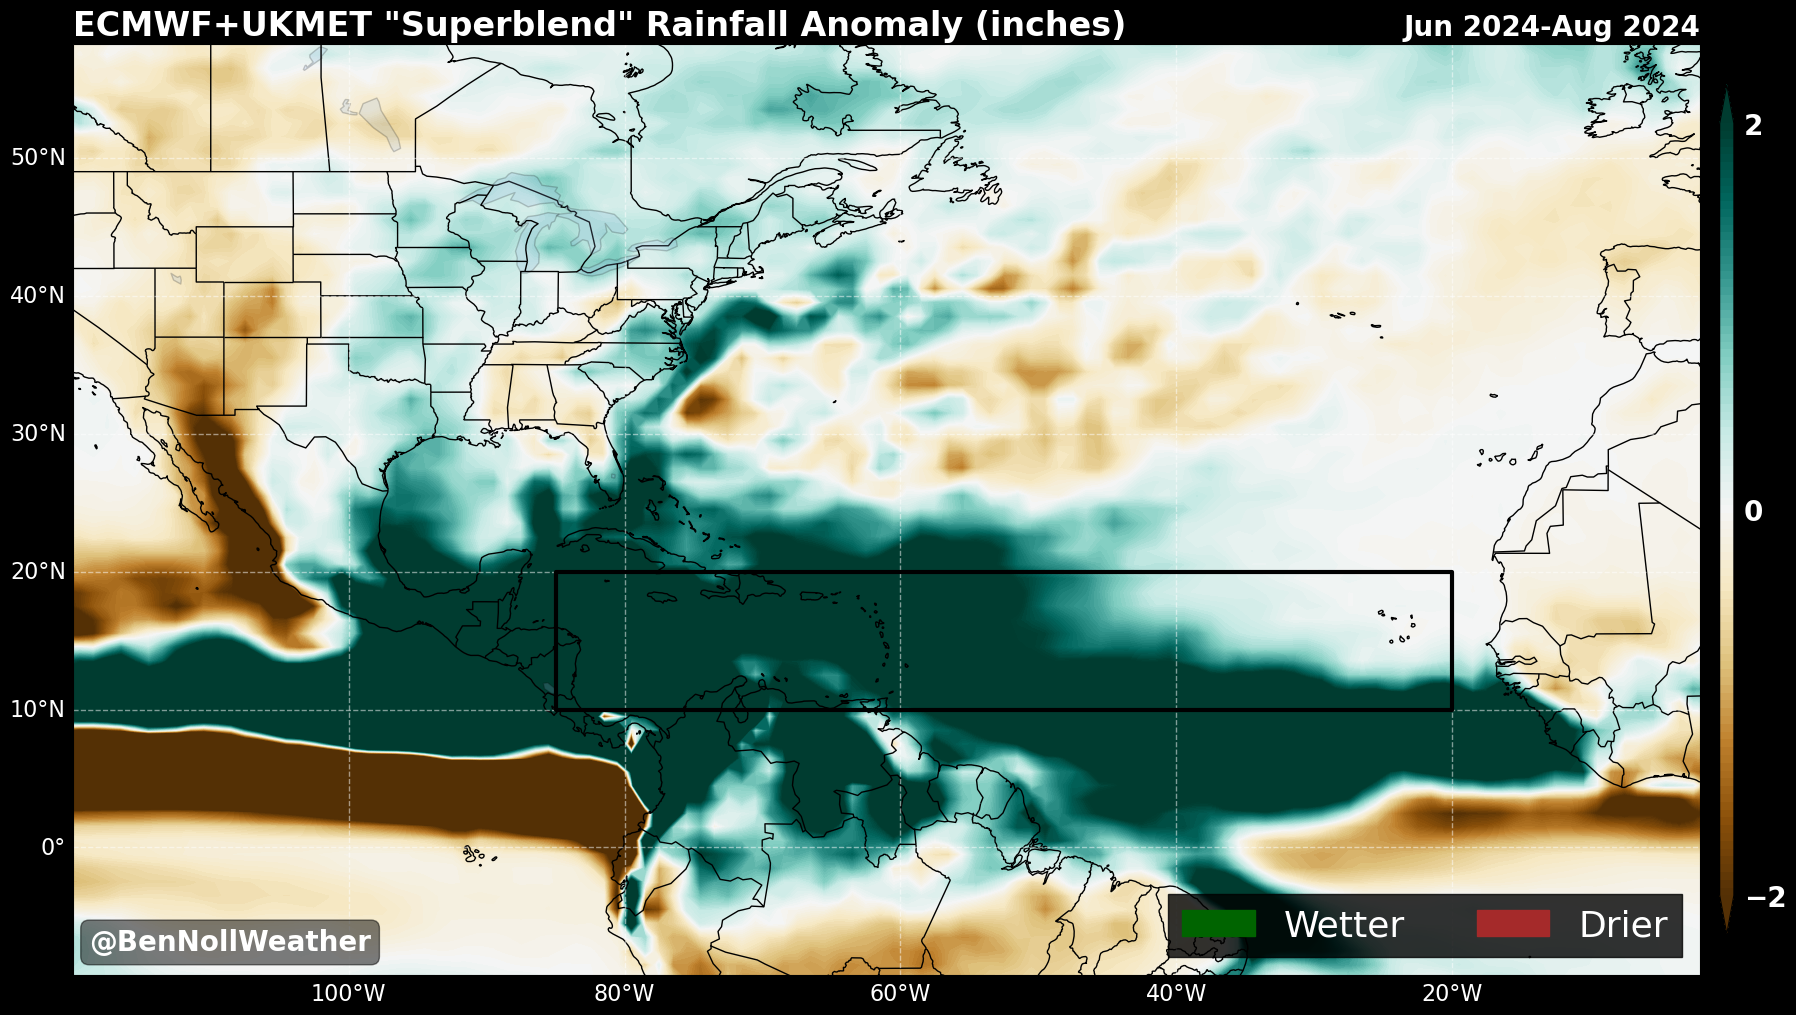 ECMWF+UKMET "Superblend" Rainfall Anomaly (inches)
Jun 2024-Aug 2024
50°N
40°N
30°N
20°N
10°N
0°
2
0
−2
@BenNollWeather
Wetter
Drier
100°W
80°W
60°W
40°W
20°W